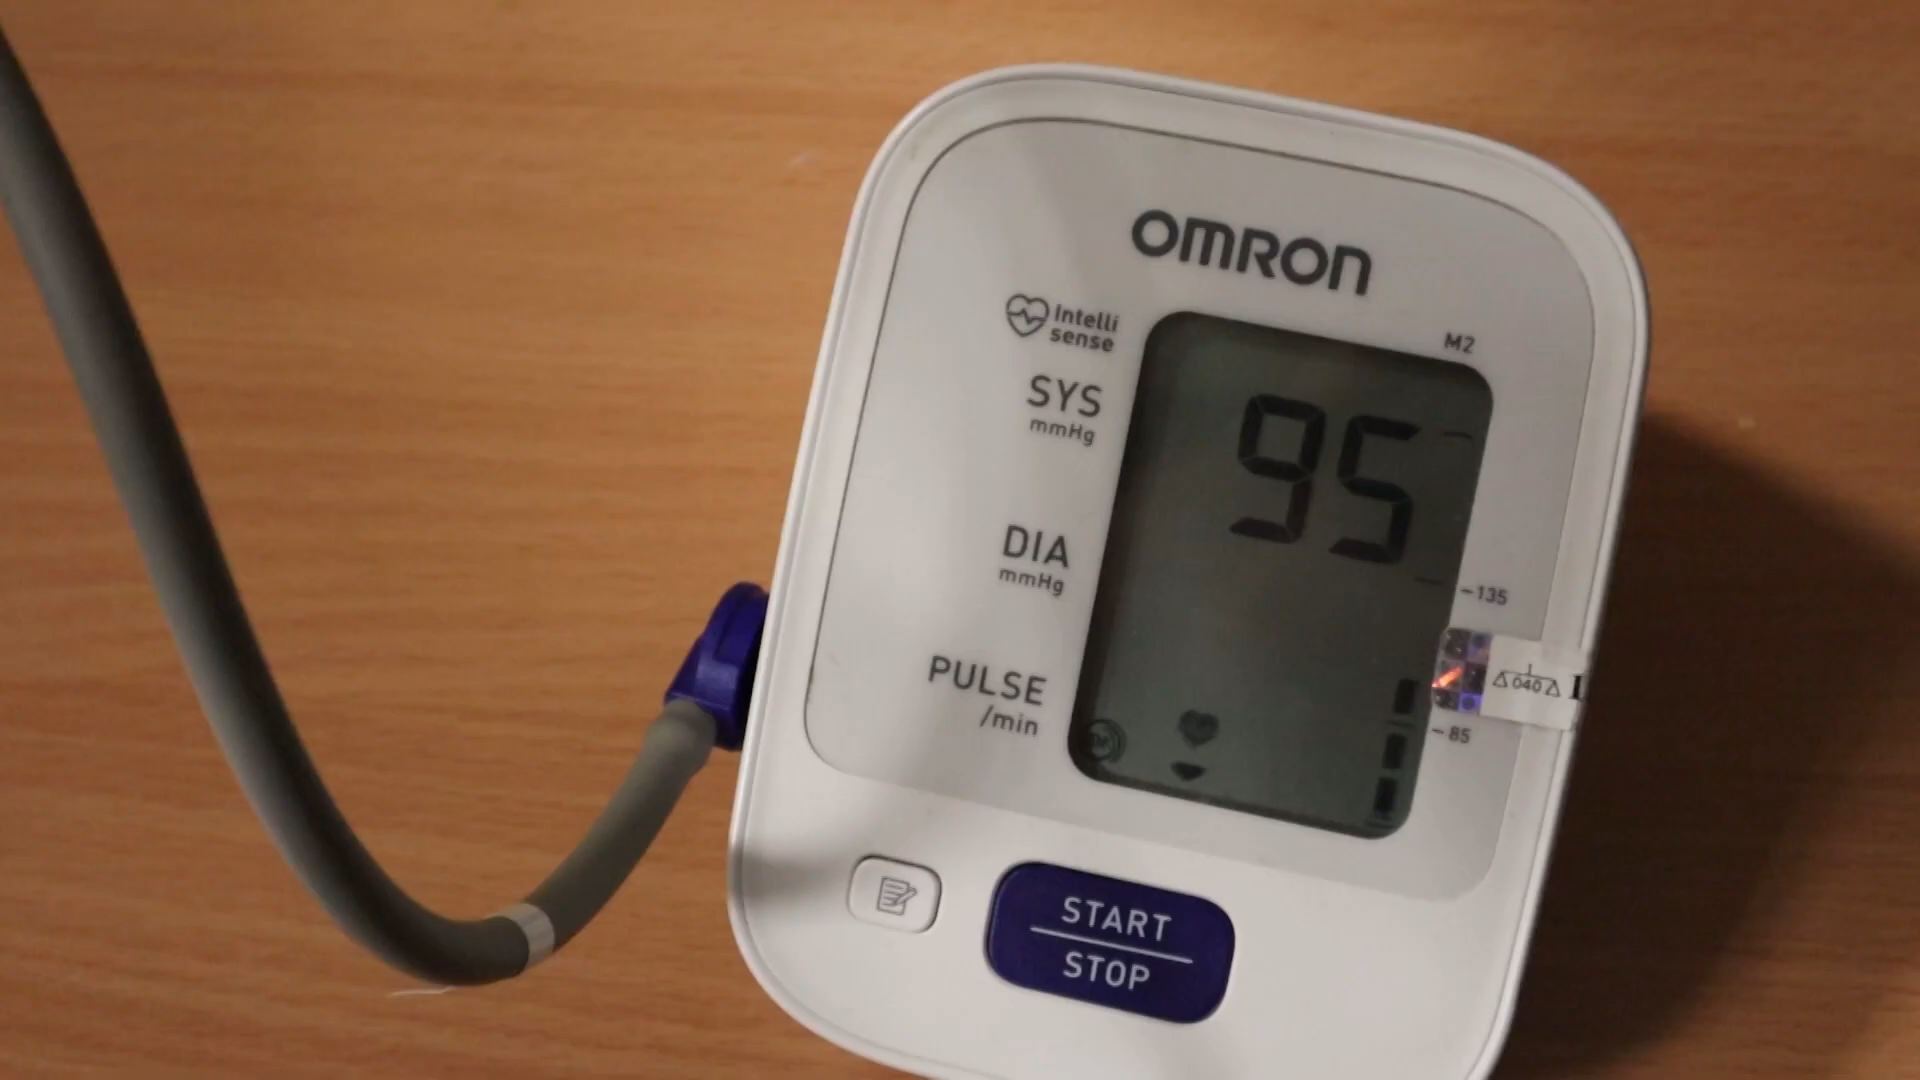 OMRON
Intelli
sense
M2
SYS
mmHg
95
DIA
mmHg
-135
040
PULSE
/min
-85
START
STOP